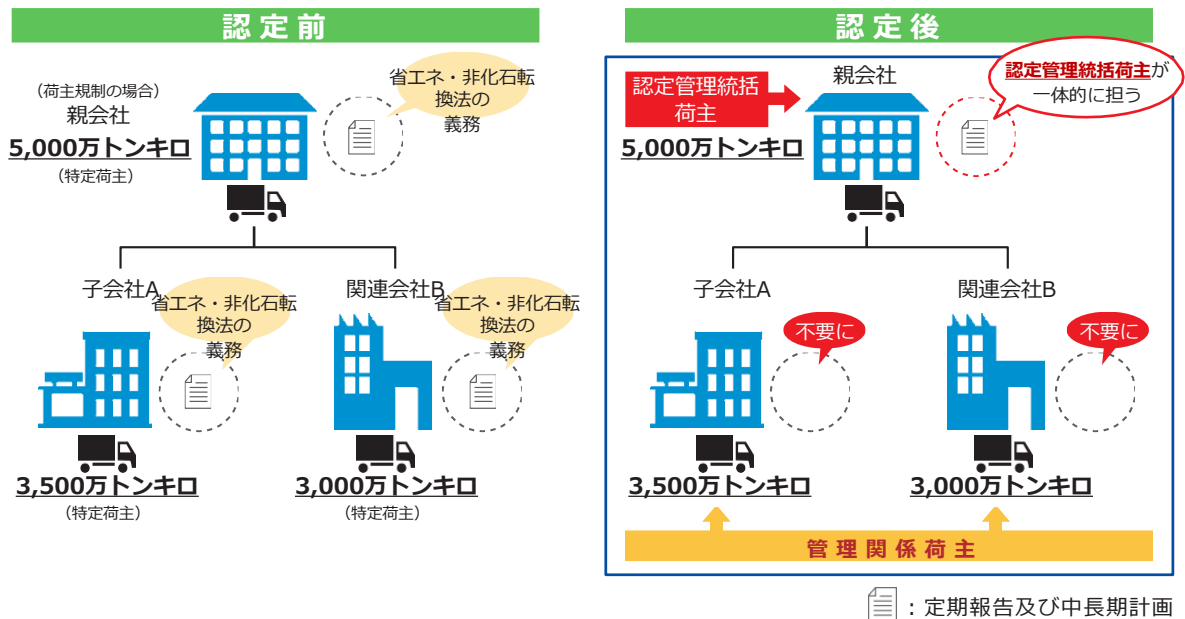 認定前
（荷主規制の場合）
親会社
5,000万トンキロ
（特定荷主）
省エネ・非化石転
換法の
義務
子会社A
省エネ・非化石転
換法の
義務
3,500万トンキロ
（特定荷主）
関連会社B
省エネ・非化石転
換法の
義務
3,000万トンキロ
（特定荷主）
認定後
認定管理統括
荷主
親会社
5,000万トンキロ
認定管理統括荷主が
一体的に担う
子会社A
不要に
3,500万トンキロ
関連会社B
不要に
3,000万トンキロ
管理関係荷主
：定期報告及び中長期計画